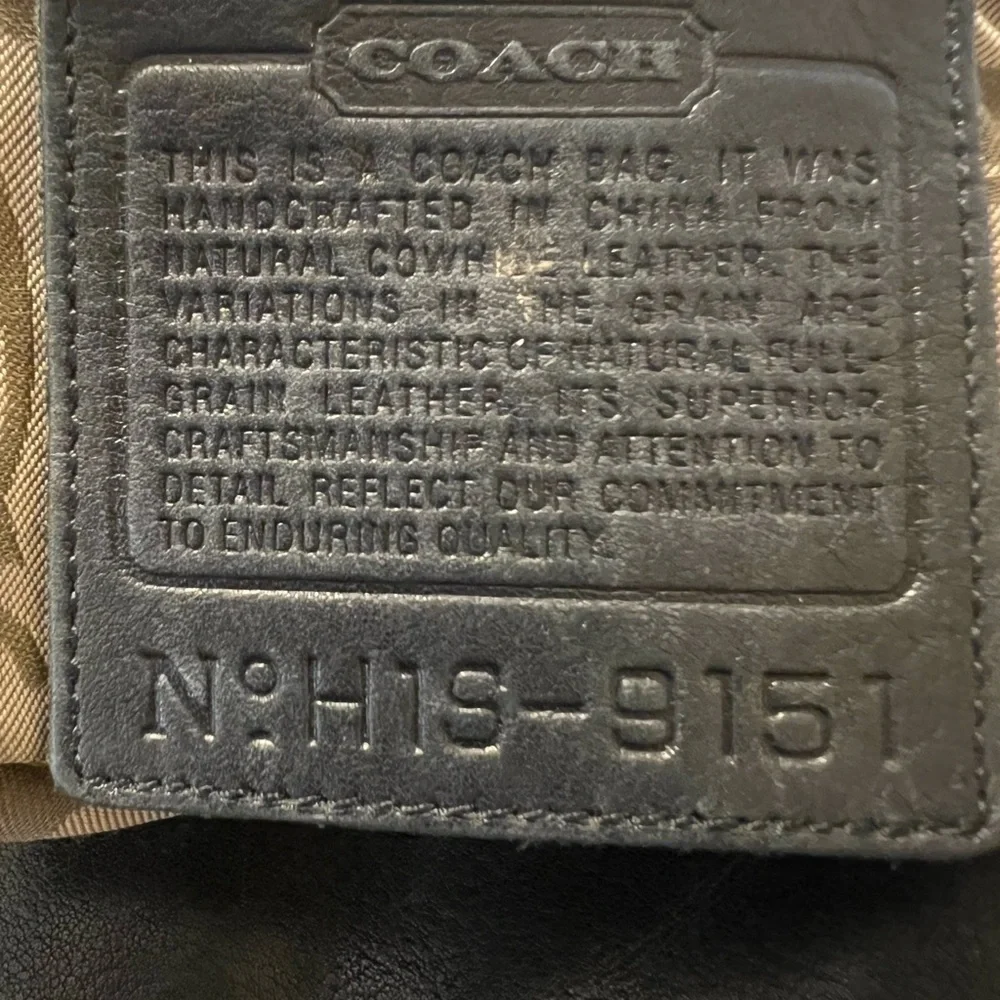 COACH
THIS IS A COACH BAG. IT WAS
HANDCRAFTED IN CHINA FROM
NATURAL COWHIDE LEATHER. THE
VARIATIONS IN THE GRAIN ARE
CHARACTERISTIC OF NATURAL FULL-
GRAIN LEATHER. ITS SUPERIOR
CRAFTSMANSHIP AND ATTENTION TO
DETAIL REFLECT OUR COMMITMENT
TO ENDURING QUALITY.
Nº H1S-9151